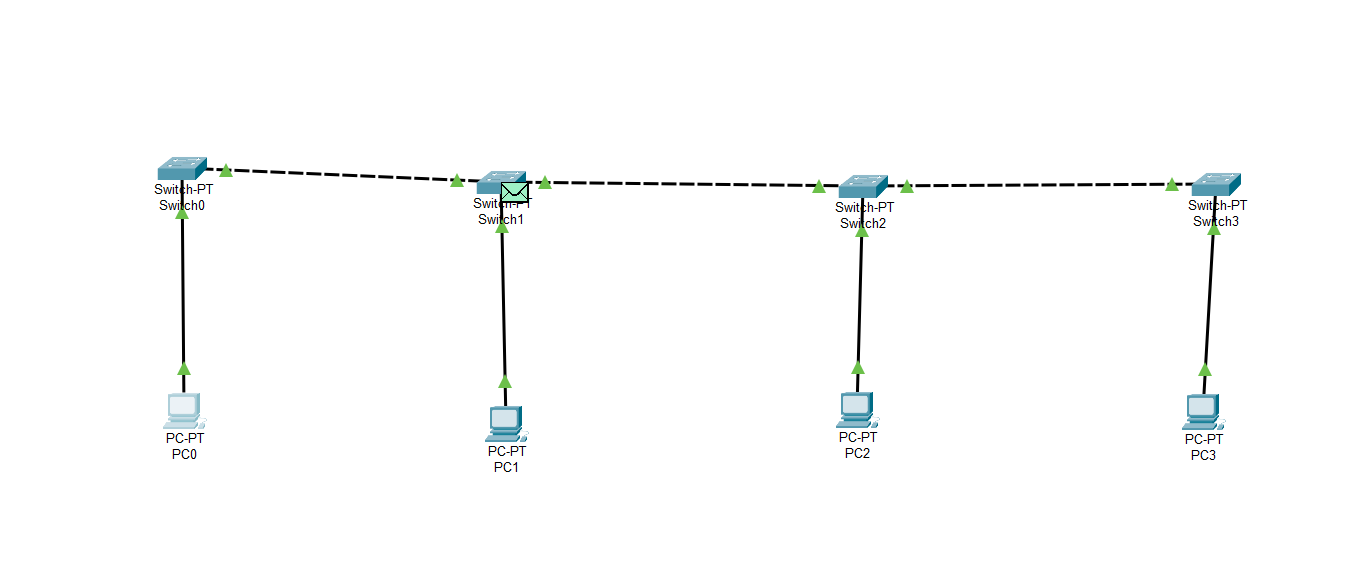 Switch-PT
Switch0
Switch-PT
Switch1
Switch-PT
Switch2
Switch-PT
Switch3
PC-PT
PC0
PC-PT
PC1
PC-PT
PC2
PC-PT
PC3